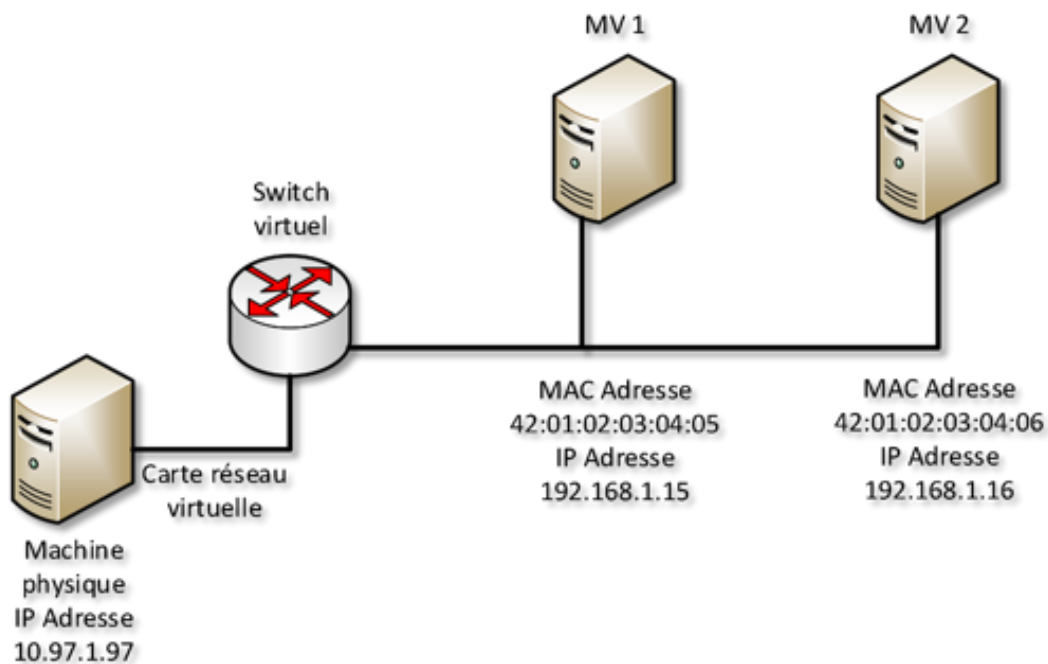 MV 1
MV 2
Switch
virtuel
MAC Adresse
42:01:02:03:04:05
IP Adresse
192.168.1.15
MAC Adresse
42:01:02:03:04:06
IP Adresse
192.168.1.16
Carte réseau
virtuelle
Machine
physique
IP Adresse
10.97.1.97